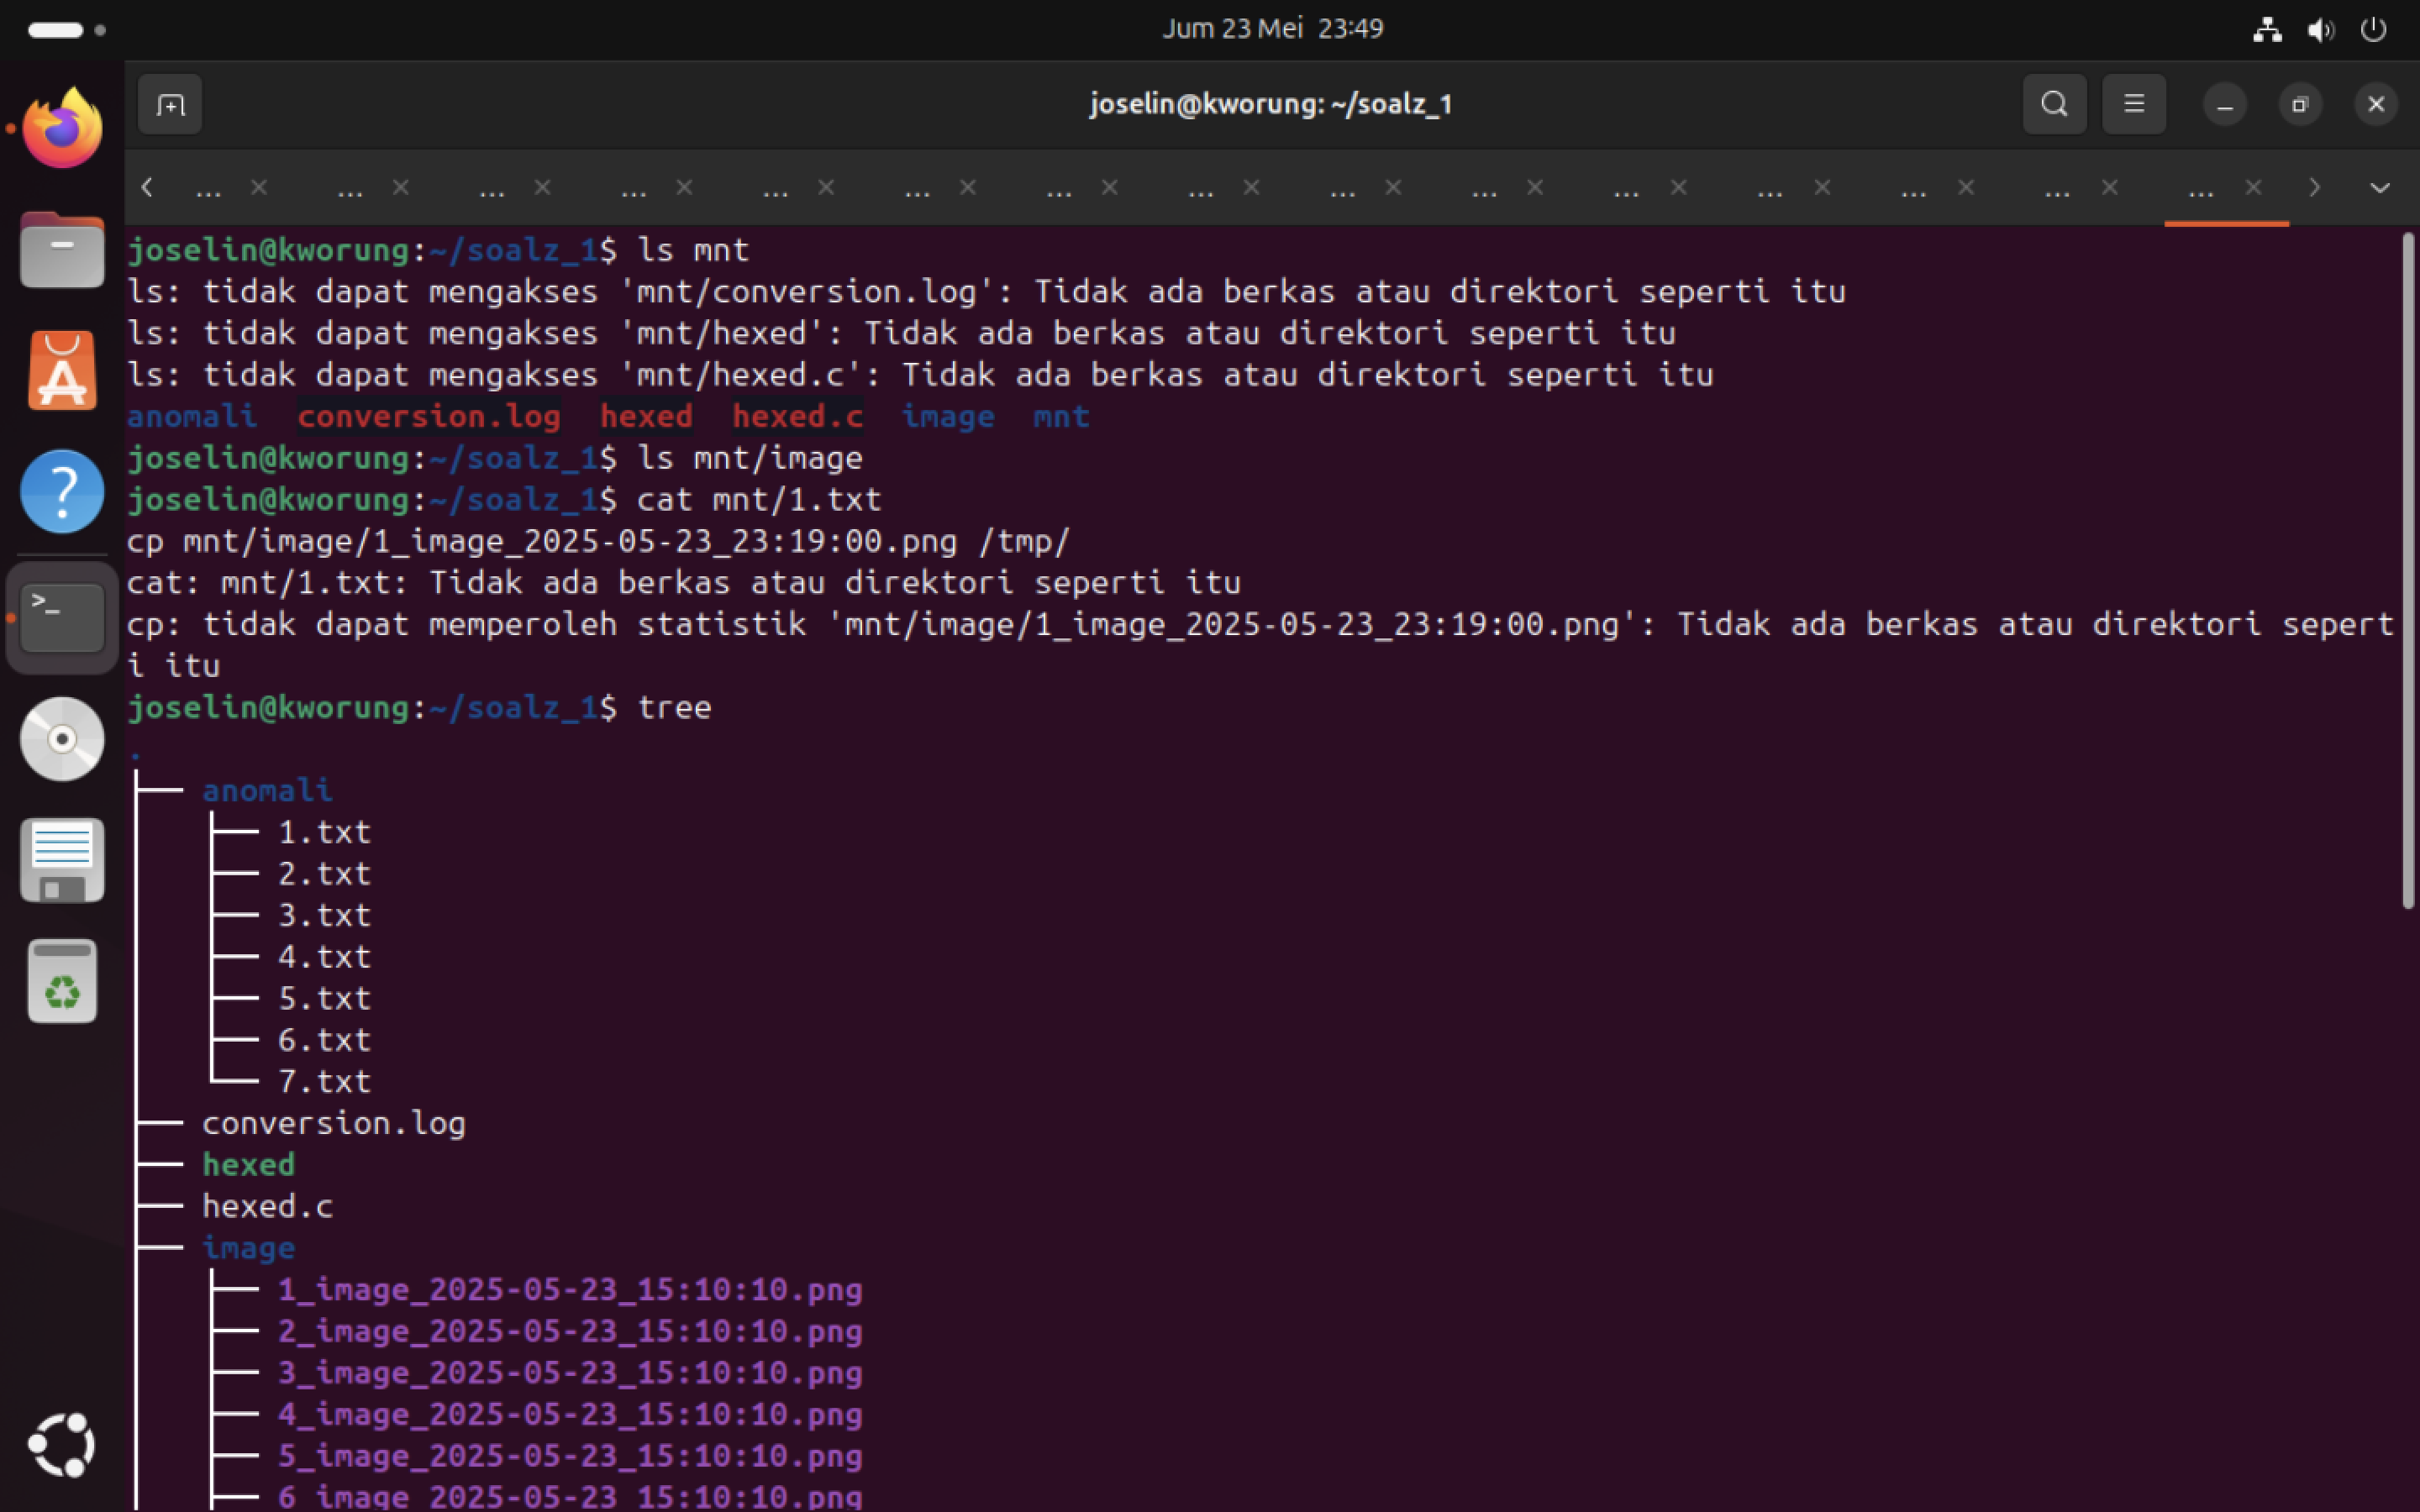 Jum 23 Mei 23:49
joselin@kworung: ~/soalz_1
... ... ... ... ... ... ... ... ... ... ... ... ... ... ...
joselin@kworung:~/soalz_1$ ls mnt
ls: tidak dapat mengakses 'mnt/conversion.log': Tidak ada berkas atau direktori seperti itu
ls: tidak dapat mengakses 'mnt/hexed': Tidak ada berkas atau direktori seperti itu
ls: tidak dapat mengakses 'mnt/hexed.c': Tidak ada berkas atau direktori seperti itu
anomali  conversion.log  hexed  hexed.c  image  mnt
joselin@kworung:~/soalz_1$ ls mnt/image
joselin@kworung:~/soalz_1$ cat mnt/1.txt
cp mnt/image/1_image_2025-05-23_23:19:00.png /tmp/
cat: mnt/1.txt: Tidak ada berkas atau direktori seperti itu
cp: tidak dapat memperoleh statistik 'mnt/image/1_image_2025-05-23_23:19:00.png': Tidak ada berkas atau direktori sepert
i itu
joselin@kworung:~/soalz_1$ tree
.
├── anomali
│   ├── 1.txt
│   ├── 2.txt
│   ├── 3.txt
│   ├── 4.txt
│   ├── 5.txt
│   ├── 6.txt
│   └── 7.txt
├── conversion.log
├── hexed
├── hexed.c
├── image
│   ├── 1_image_2025-05-23_15:10:10.png
│   ├── 2_image_2025-05-23_15:10:10.png
│   ├── 3_image_2025-05-23_15:10:10.png
│   ├── 4_image_2025-05-23_15:10:10.png
│   ├── 5_image_2025-05-23_15:10:10.png
│   ├── 6_image_2025-05-23_15:10:10.png